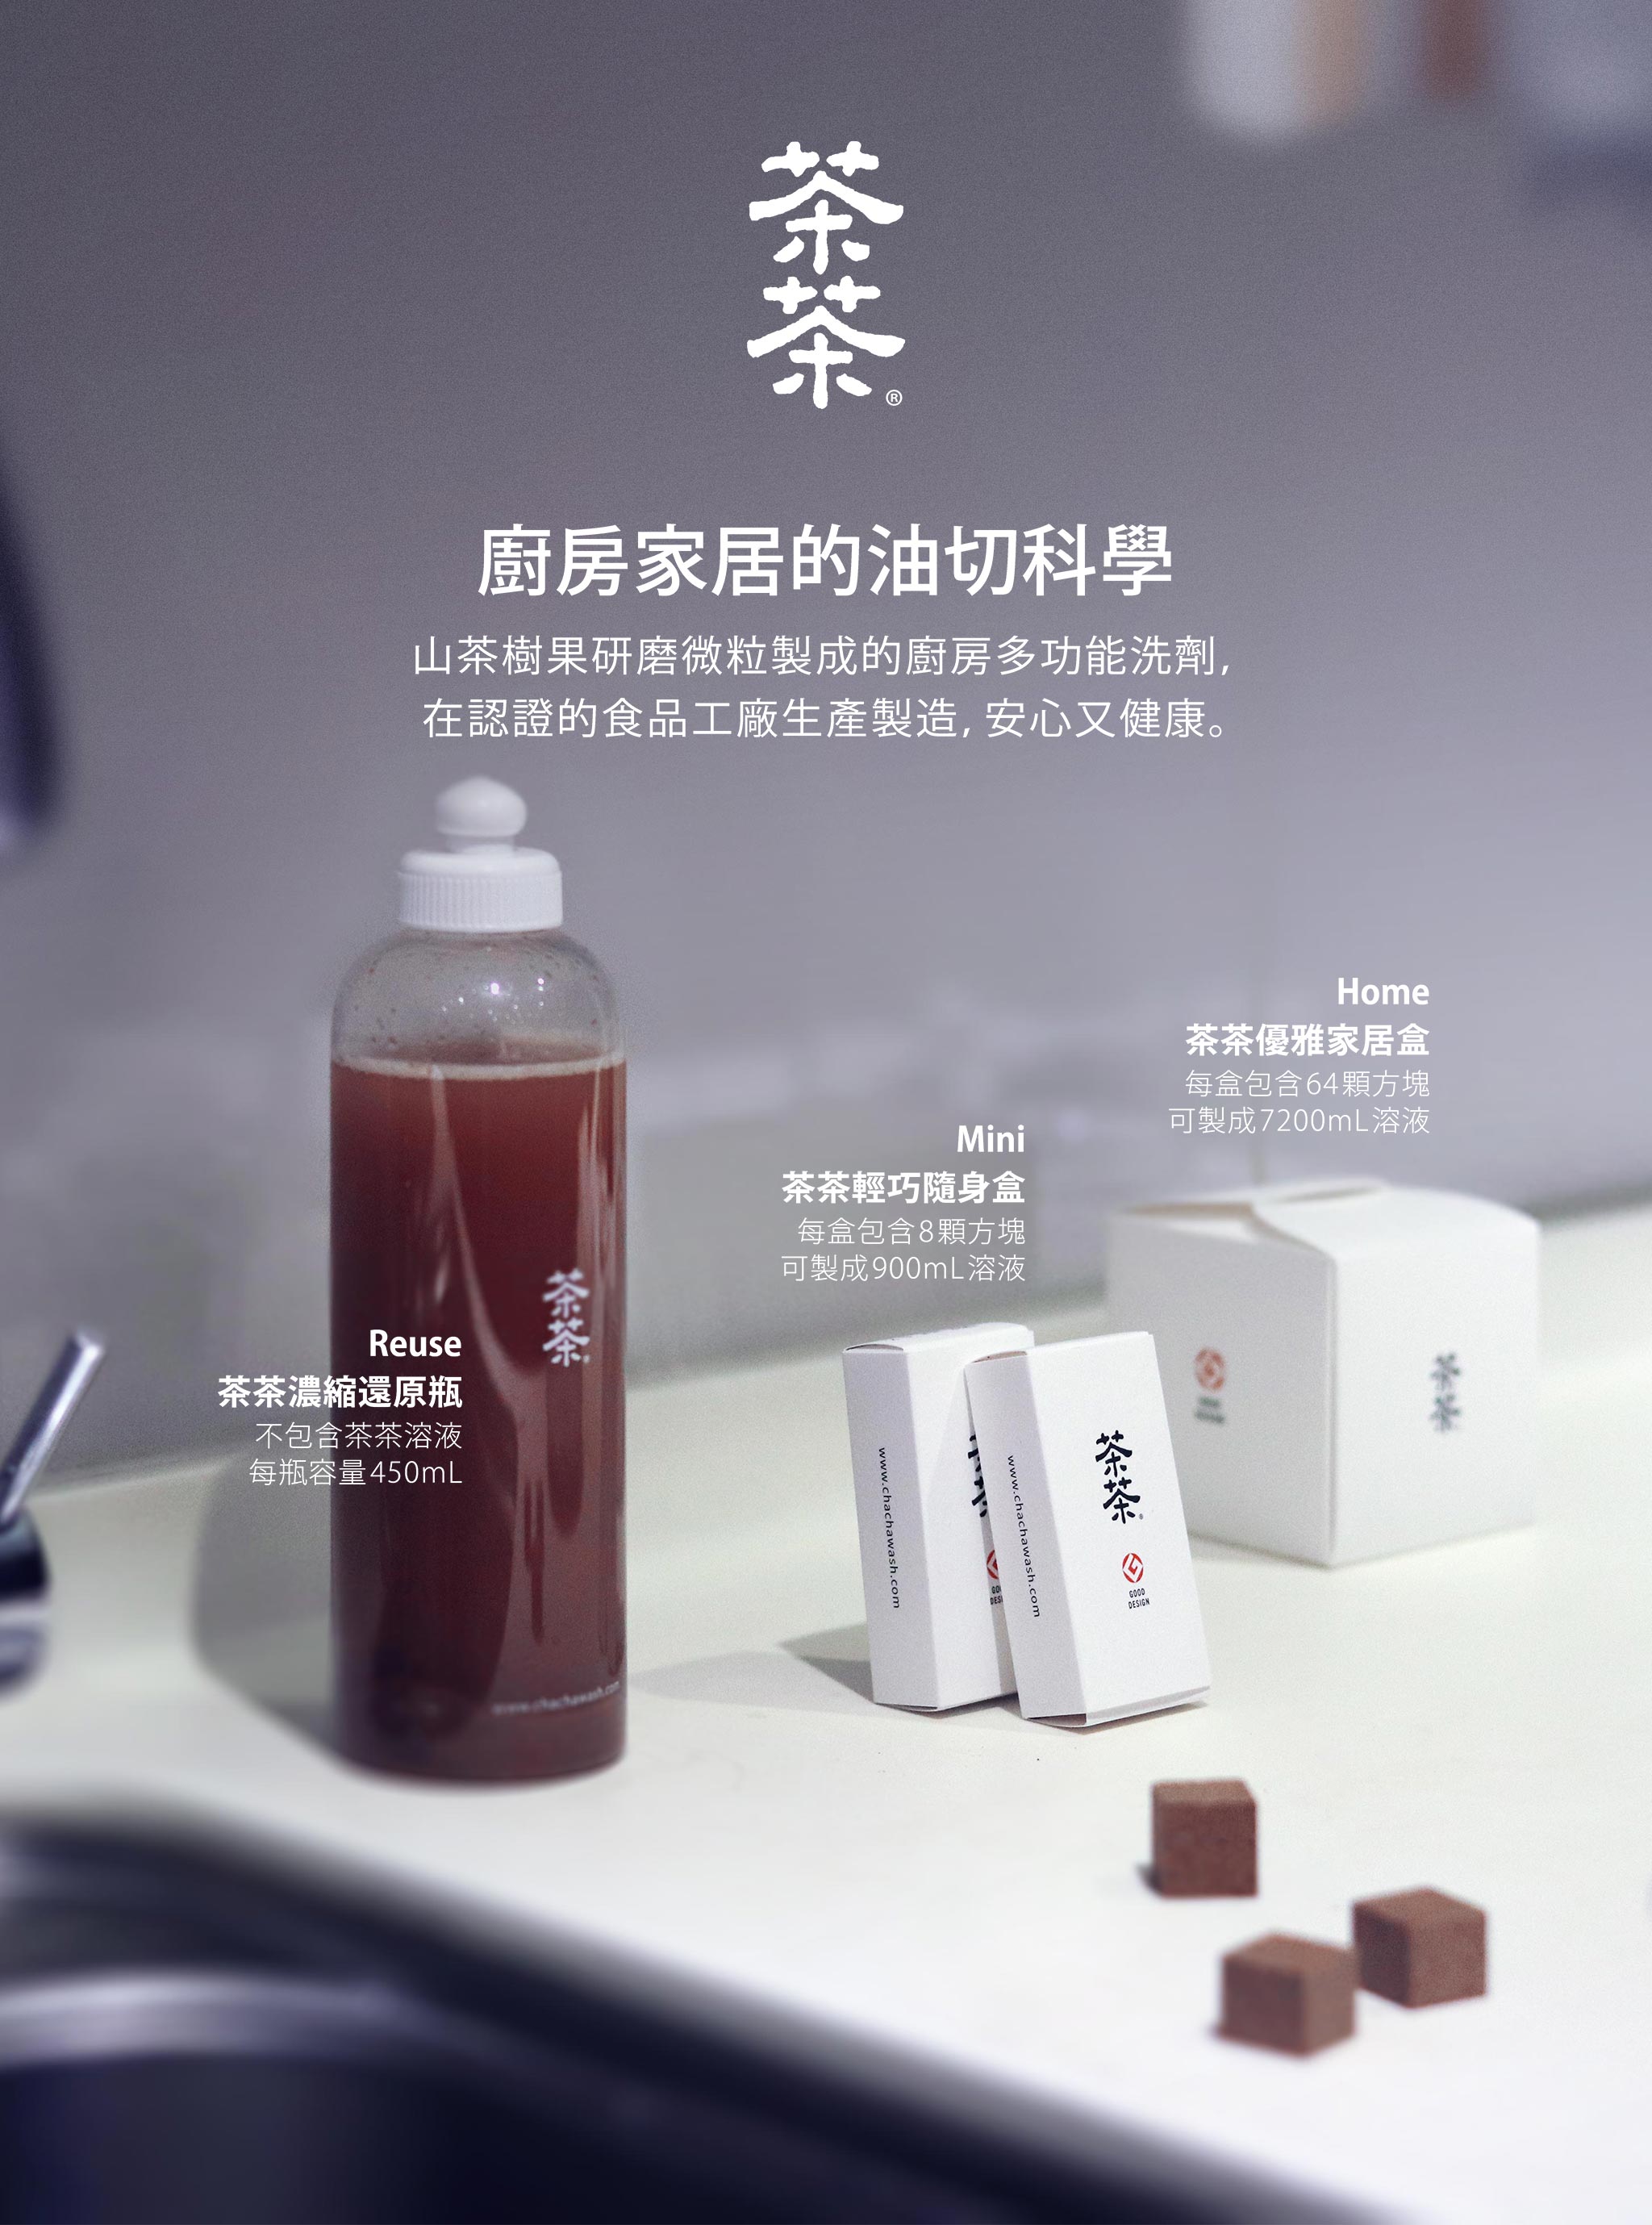 茶茶®
廚房家居的油切科學
山茶樹果研磨微粒製成的廚房多功能洗劑,
在認證的食品工廠生產製造, 安心又健康。
Home
茶茶優雅家居盒
每盒包含64顆方塊
可製成7200mL溶液
Mini
茶茶輕巧隨身盒
每盒包含8顆方塊
可製成900mL溶液
Reuse
茶茶濃縮還原瓶
不包含茶茶溶液
每瓶容量450mL
茶茶
www.chachawash.com
www.chachawash.com
www.chachawash.com
茶茶
GOOD
DESIGN
茶茶